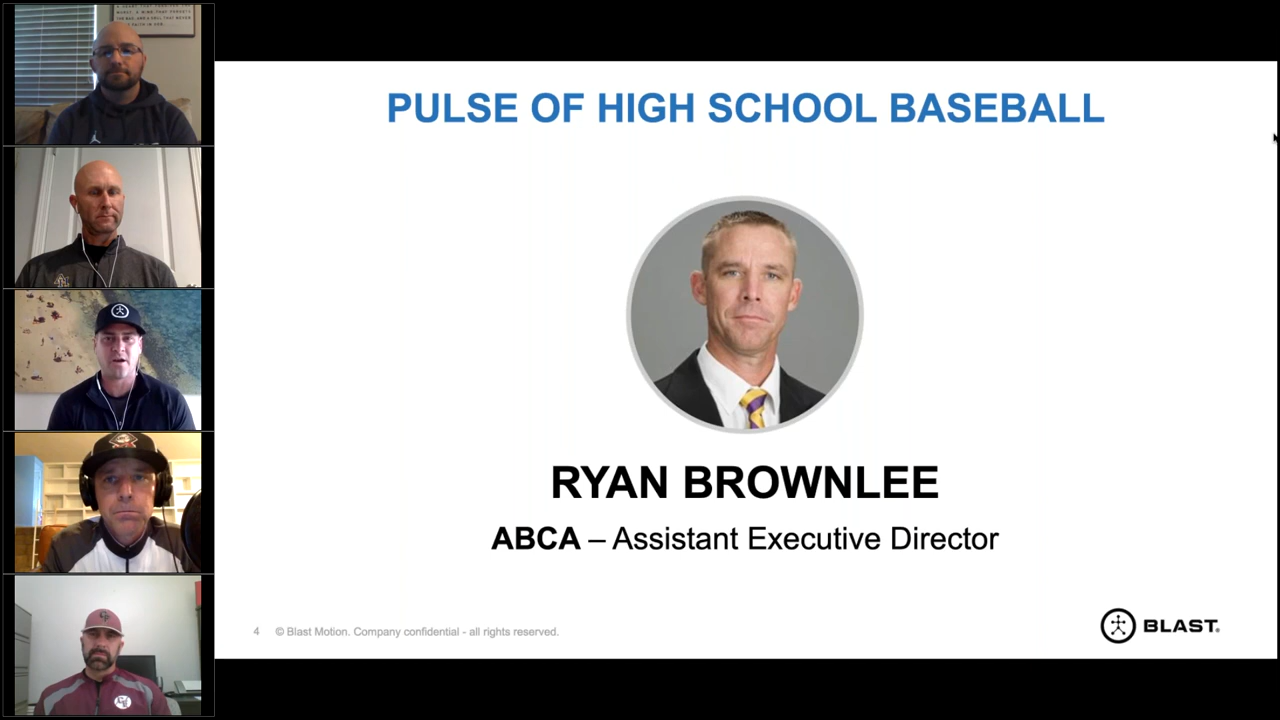 PULSE OF HIGH SCHOOL BASEBALL
RYAN BROWNLEE
ABCA – Assistant Executive Director
4 © Blast Motion. Company confidential - all rights reserved.
BLAST